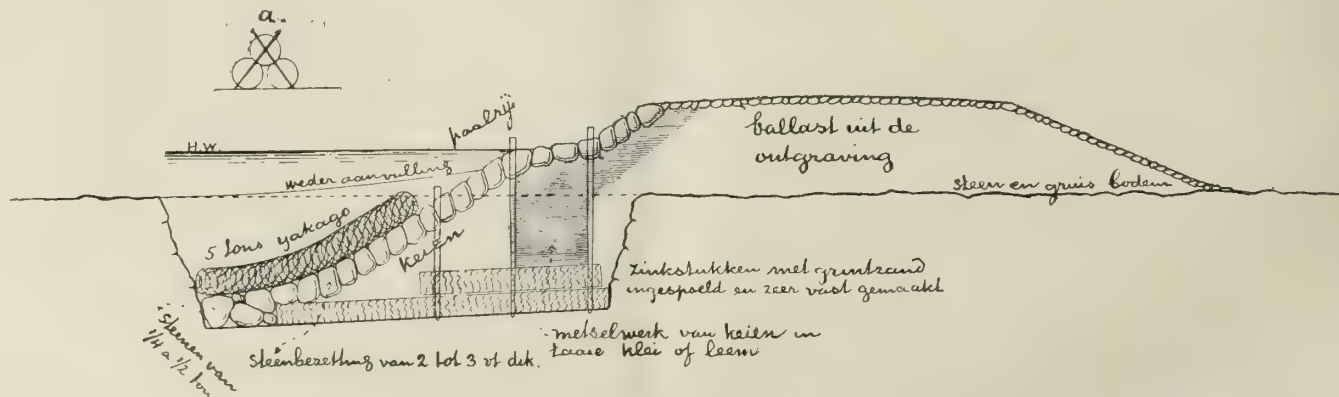 a.
H.W.
paalrij
weder aanvulling
ballast uit de
outgraving
steen en gruis bodem
5 tons yakago
keien
zinkstukken met grintzand
ingespoeld en zeer vast gemaakt
metselwerk van keien in
taaie klei of leem
steenbezetting van 2 tot 3 vt dik.
steenen van
1/4 a 1/2 ton